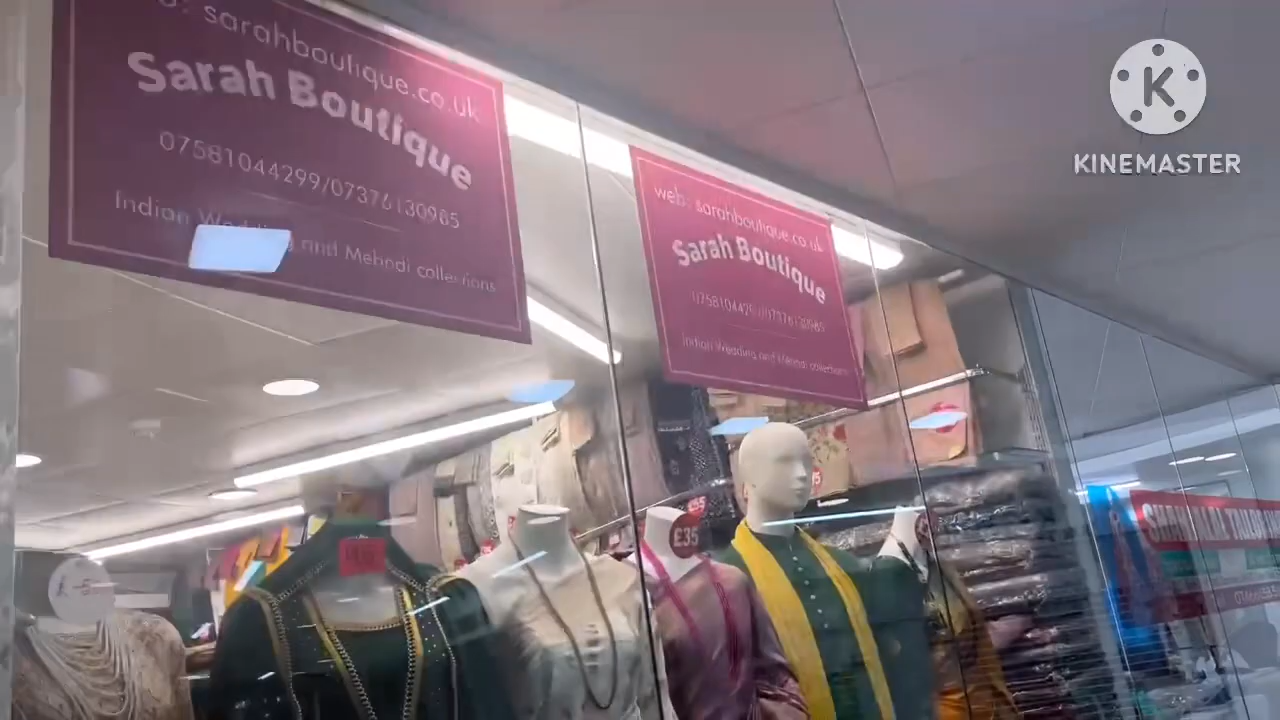 sarahboutique.co.uk
Sarah Boutique
07581044299/07376130985
Indian Wedding and Mehndi collections
web: sarahboutique.co.uk
Sarah Boutique
Indian Wedding and Mehndi collections
£35
K
KINEMASTER